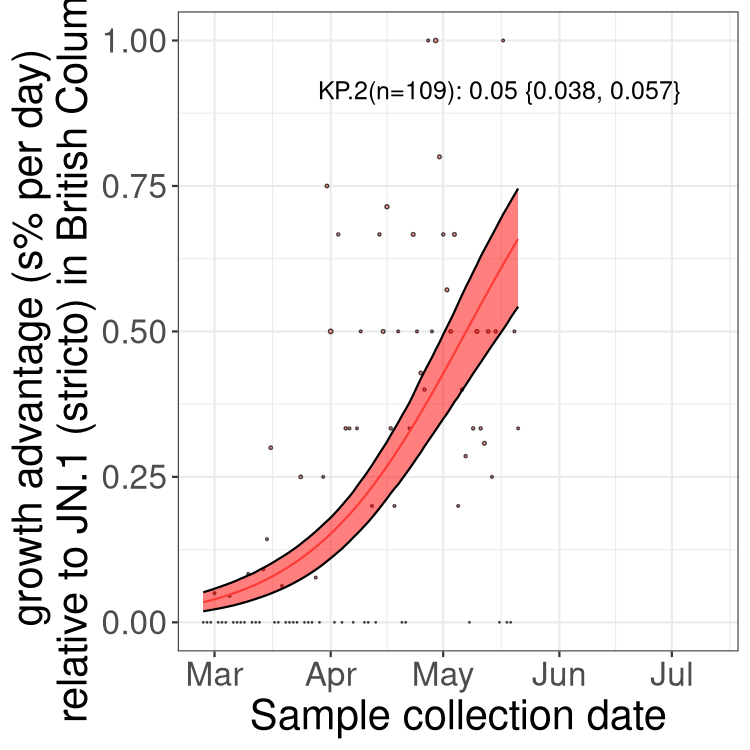 growth advantage (s% per day)
relative to JN.1 (stricto) in British Colum
1.00
0.75
0.50
0.25
0.00
KP.2(n=109): 0.05 {0.038, 0.057}
Mar Apr May Jun Jul
Sample collection date